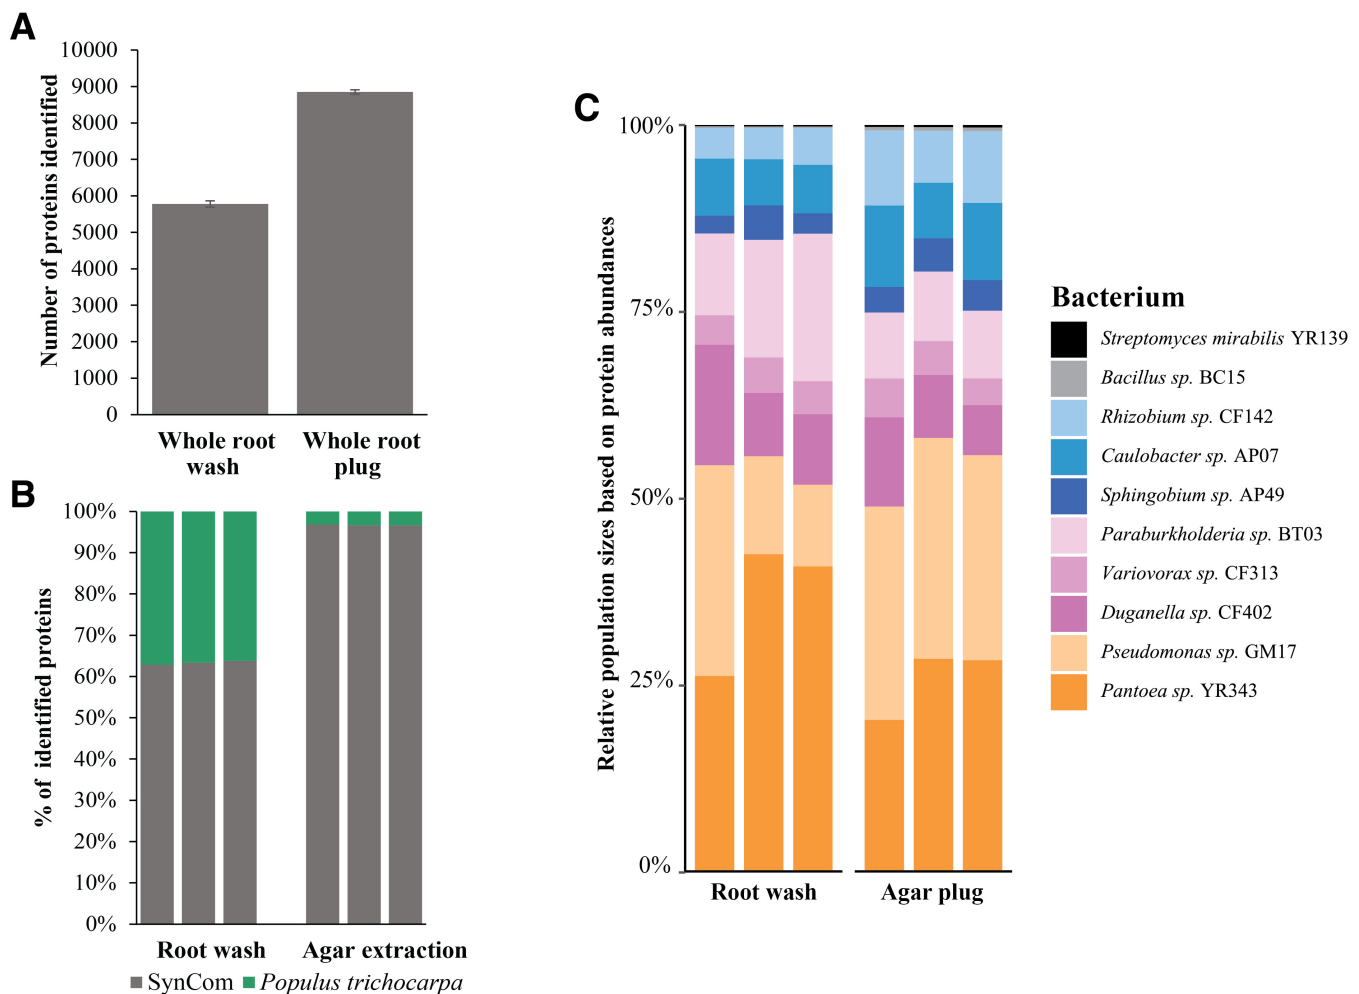 A
Number of proteins identified
10000
9000
8000
7000
6000
5000
4000
3000
2000
1000
0
Whole root
wash
Whole root
plug
B
% of identified proteins
100%
90%
80%
70%
60%
50%
40%
30%
20%
10%
0%
Root wash
Agar extraction
SynCom
Populus trichocarpa
C
Relative population sizes based on protein abundances
100%
75%
50%
25%
0%
Root wash
Agar plug
Bacterium
Streptomyces mirabilis YR139
Bacillus sp. BC15
Rhizobium sp. CF142
Caulobacter sp. AP07
Sphingobium sp. AP49
Paraburkholderia sp. BT03
Variovorax sp. CF313
Duganella sp. CF402
Pseudomonas sp. GM17
Pantoea sp. YR343